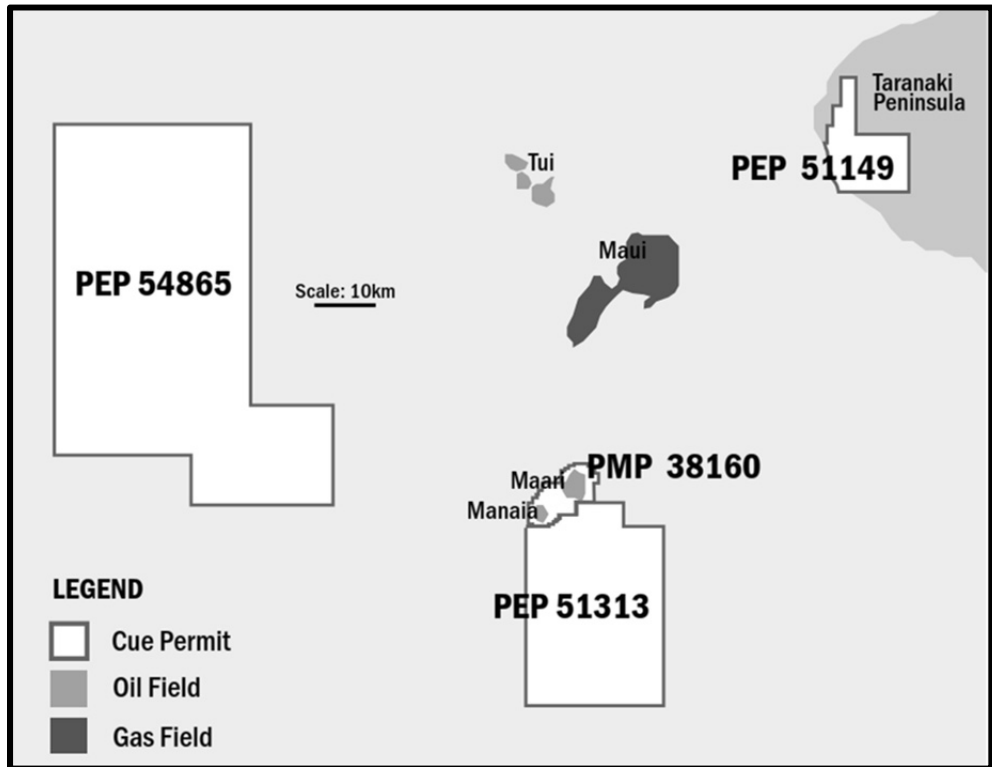 Taranaki
Peninsula
Tui
PEP 51149
Maui
PEP 54865
Scale: 10km
PMP 38160
Maari
Manaia
PEP 51313
LEGEND
Cue Permit
Oil Field
Gas Field